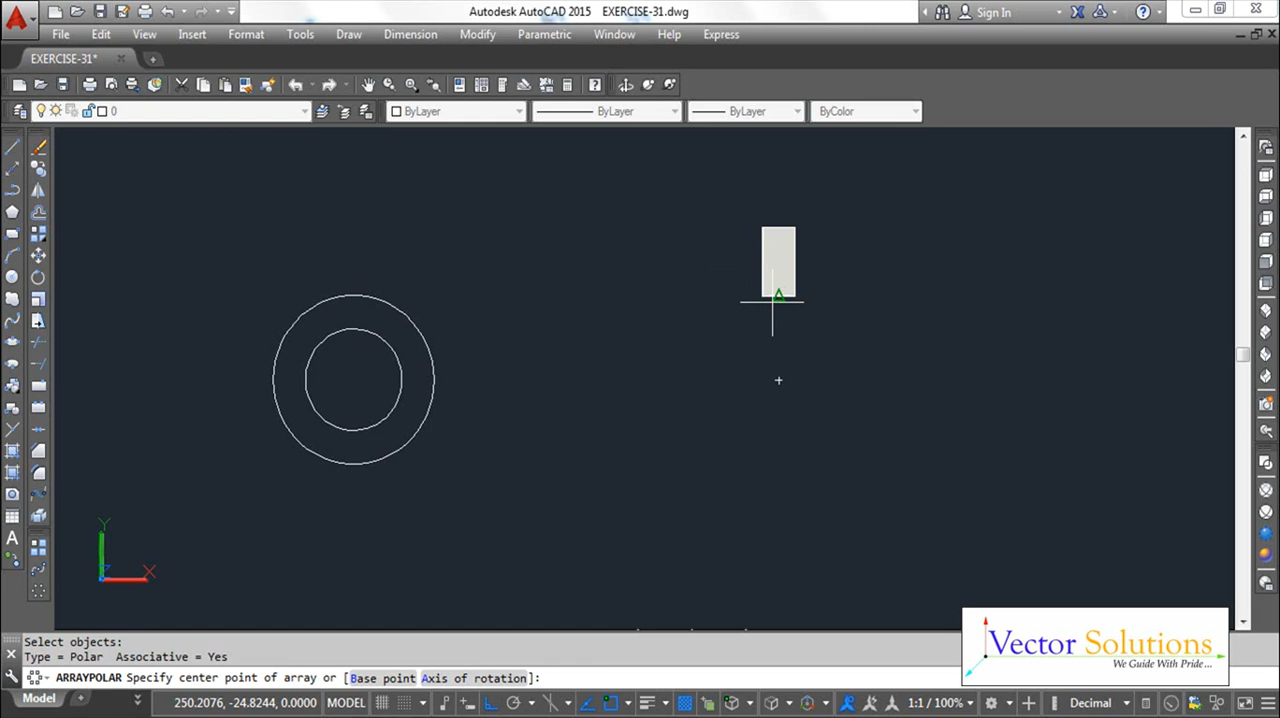 Autodesk AutoCAD 2015 EXERCISE-31.dwg
Sign In
File Edit View Insert Format Tools Draw Dimension Modify Parametric Window Help Express
EXERCISE-31*
0 ByLayer ByLayer ByLayer ByColor
Y
X
Select objects:
Type = Polar Associative = Yes
ARRAYPOLAR Specify center point of array or [Base point Axis of rotation]:
Vector Solutions
We Guide With Pride ...
Model 250.2076, -24.8244, 0.0000 MODEL 1:1 / 100% Decimal